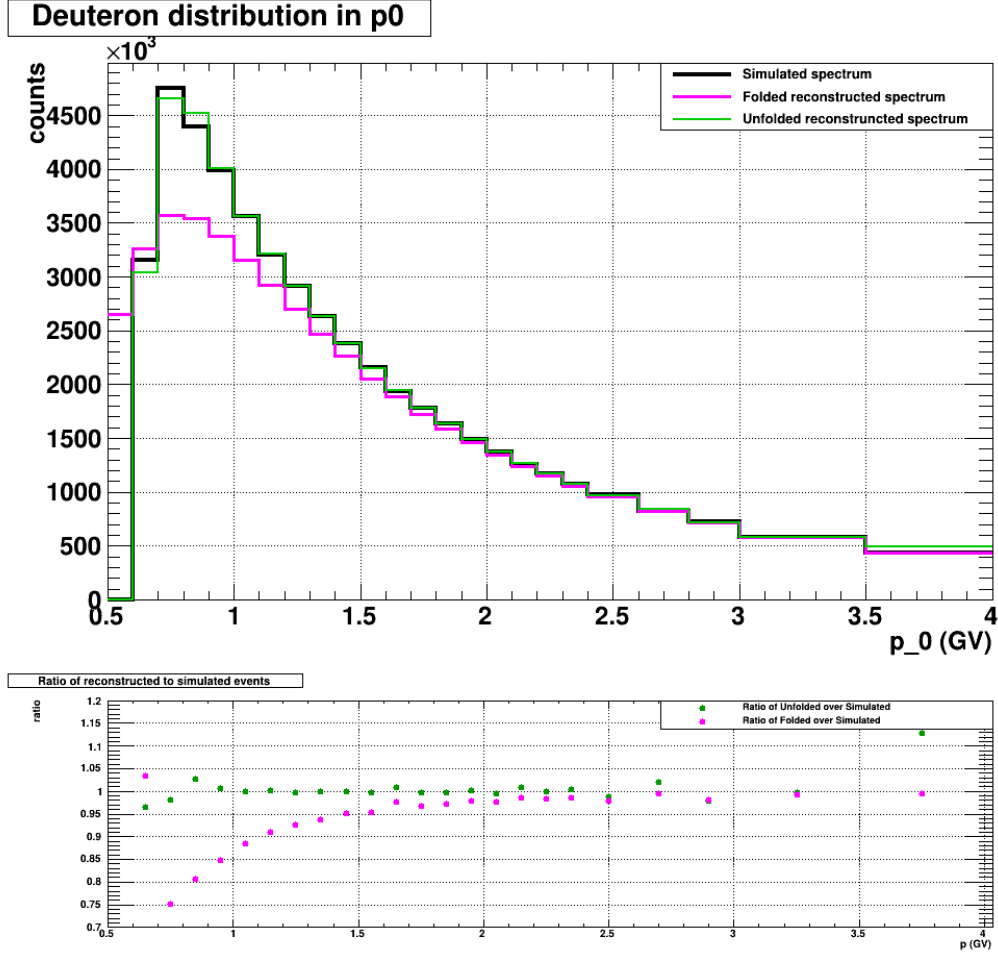 Deuteron distribution in p0
×10³
counts
Simulated spectrum
Folded reconstructed spectrum
Unfolded reconstruncted spectrum
4500
4000
3500
3000
2500
2000
1500
1000
500
0
0.5 1 1.5 2 2.5 3 3.5 4
p_0 (GV)
Ratio of reconstructed to simulated events
ratio
Ratio of Unfolded over Simulated
Ratio of Folded over Simulated
1.2
1.15
1.1
1.05
1
0.95
0.9
0.85
0.8
0.75
0.7
0.5 1 1.5 2 2.5 3 3.5 4
p (GV)